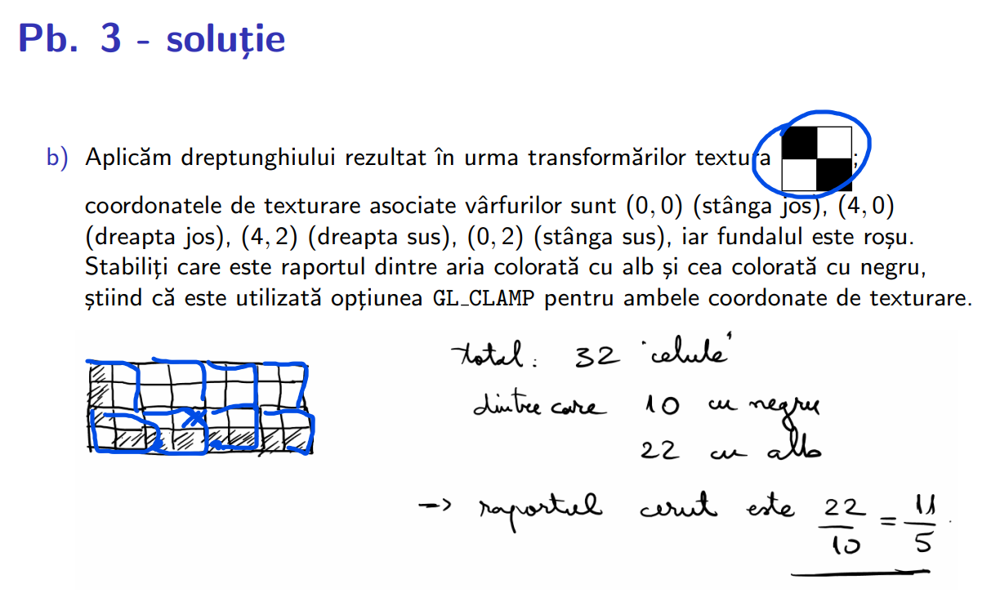 Pb. 3 - soluție
b) Aplicăm dreptunghiului rezultat în urma transformărilor textura ;
coordonatele de texturare asociate vârfurilor sunt (0, 0) (stânga jos), (4, 0)
(dreapta jos), (4, 2) (dreapta sus), (0, 2) (stânga sus), iar fundalul este roșu.
Stabiliți care este raportul dintre aria colorată cu alb și cea colorată cu negru,
știind că este utilizată opțiunea GL_CLAMP pentru ambele coordonate de texturare.
total: 32 "celule"
dintre care 10 cu negru
22 cu alb
→ raportul cerut este 22/10 = 11/5.